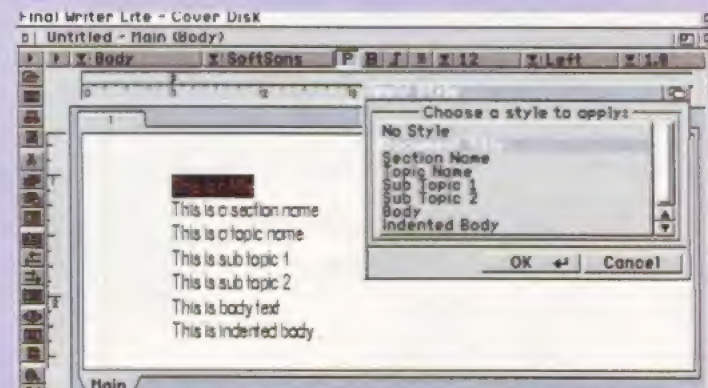 Final Writer Lite - Cover Disk
Untitled - Main (Body)
Body SoftSans P B I 12 Left 1.0
Choose a style to apply:
No Style
Section Name
Topic Name
Sub Topic 1
Sub Topic 2
Body
Indented Body
OK Cancel
1
This is a section name
This is a topic name
This is sub topic 1
This is sub topic 2
This is body text
This is indented body
Main